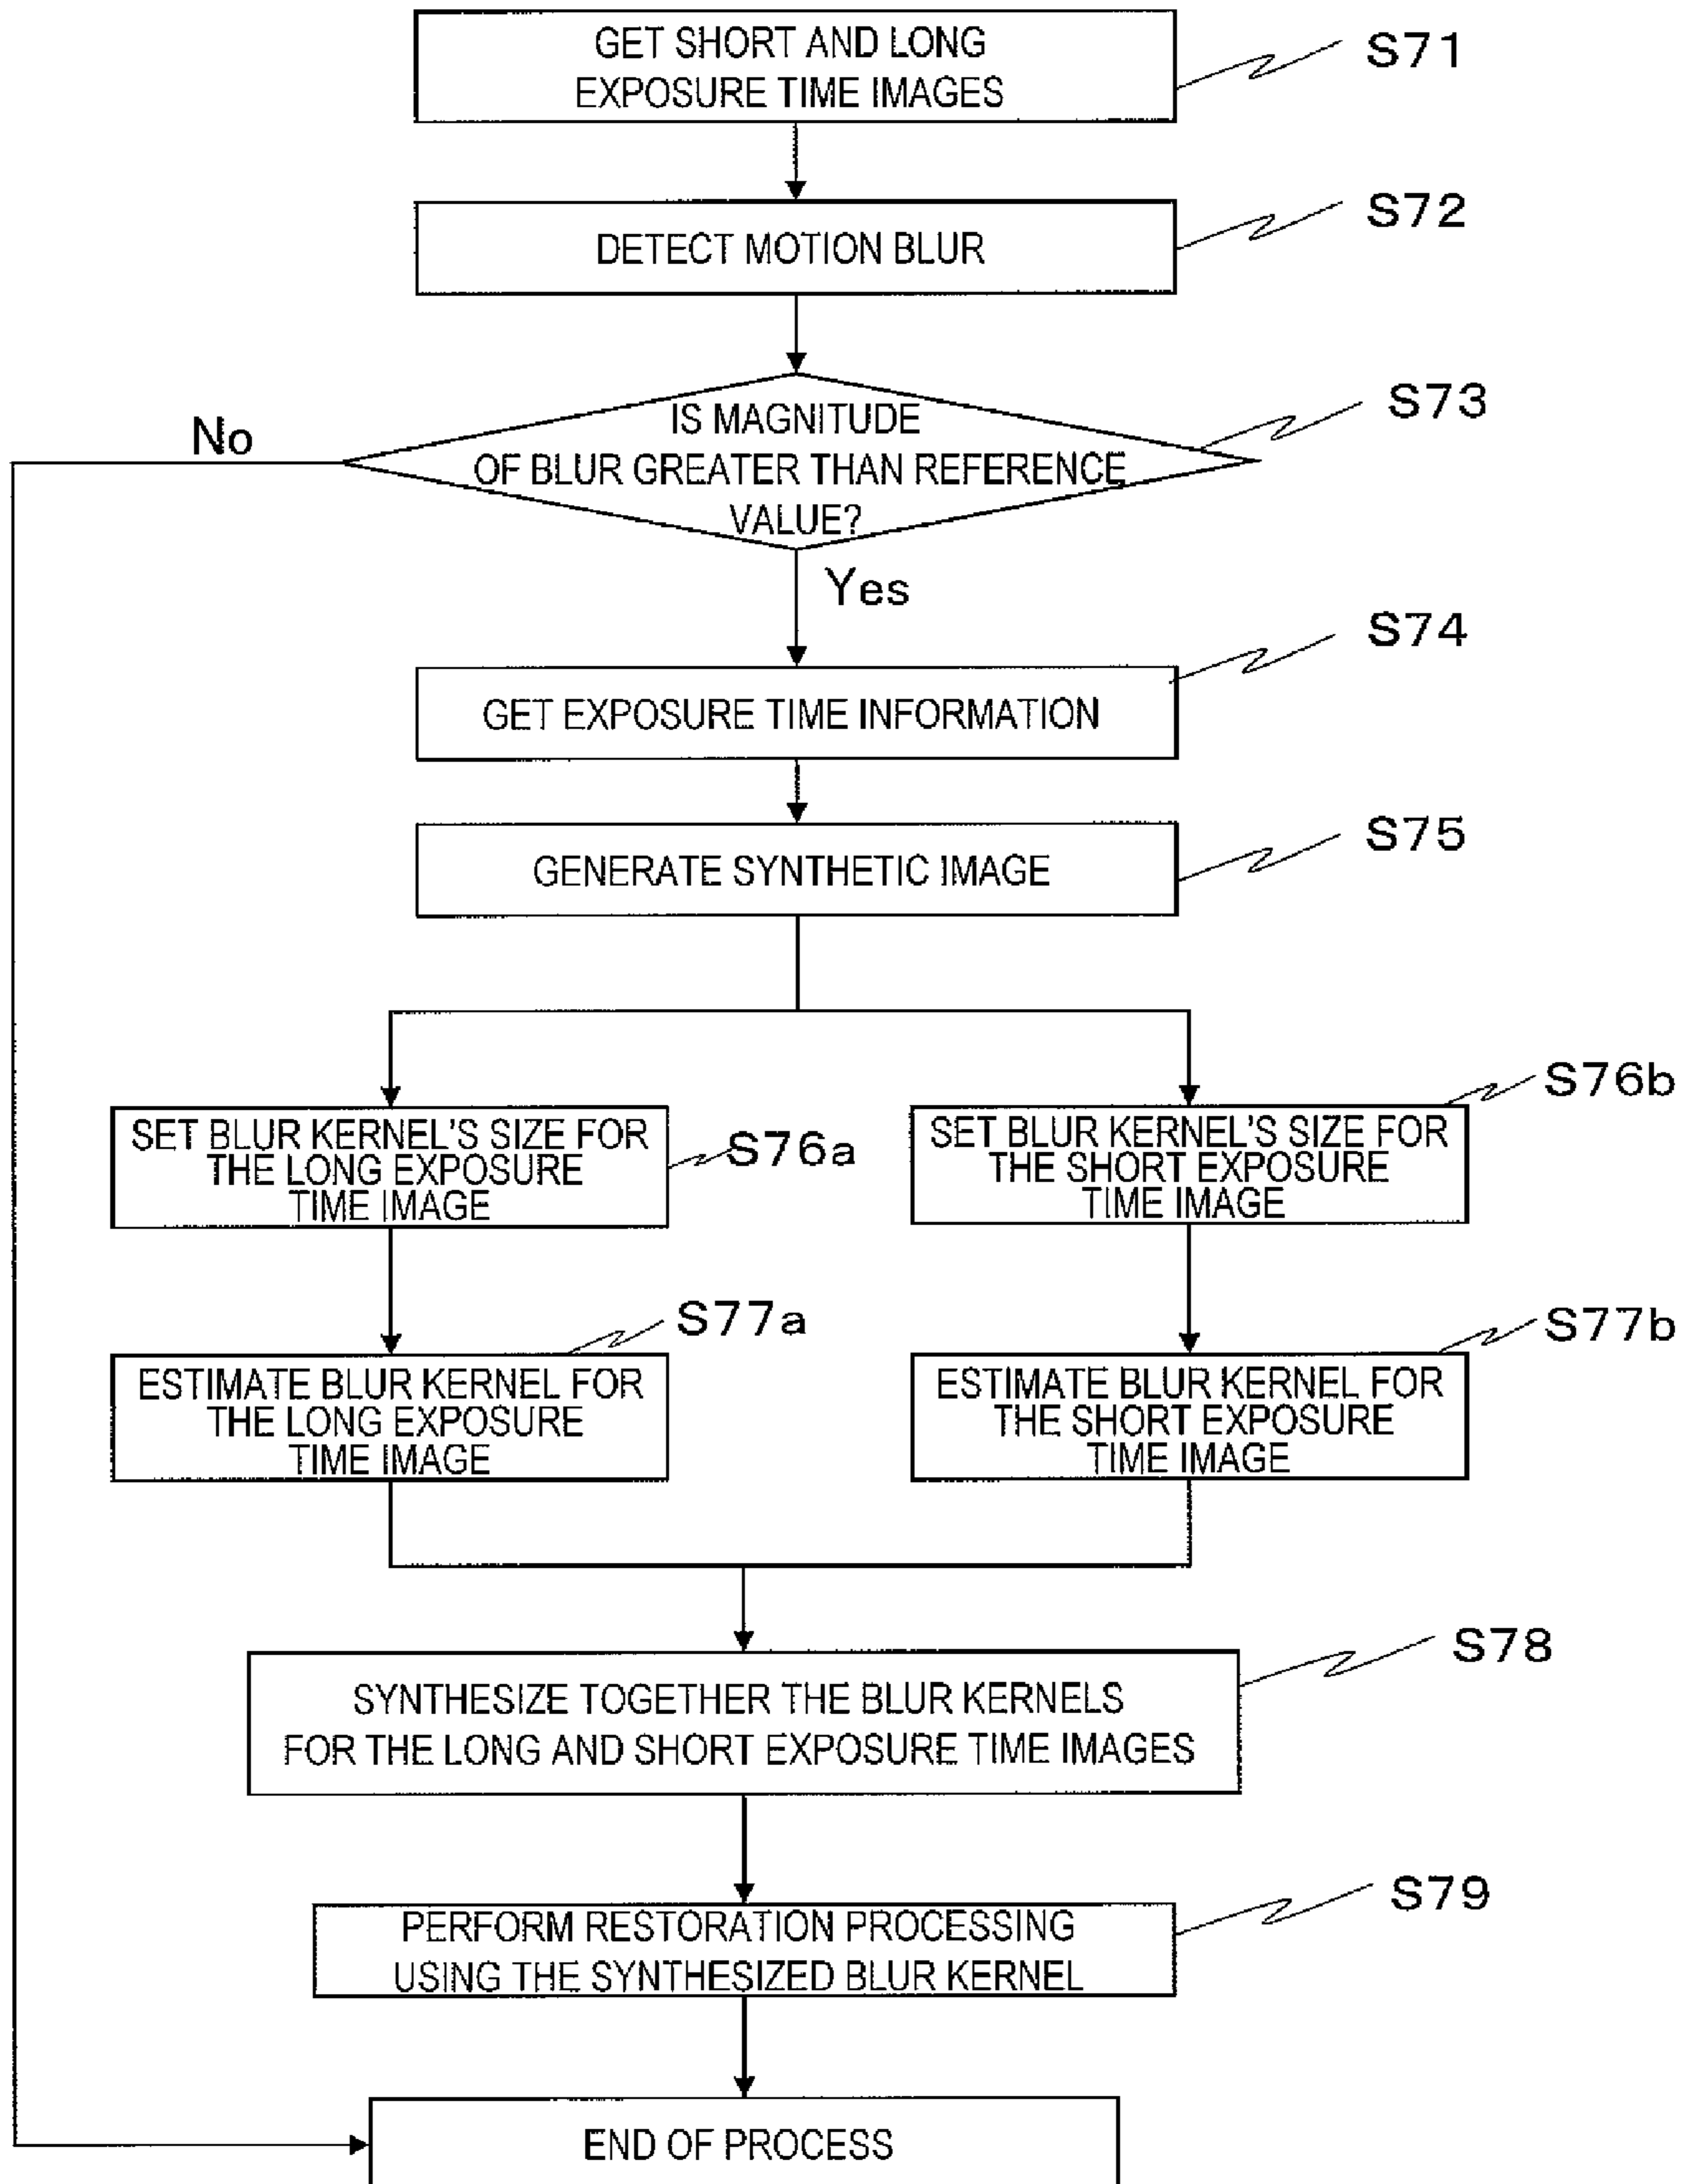 GET SHORT AND LONG
EXPOSURE TIME IMAGES
S71
DETECT MOTION BLUR
S72
IS MAGNITUDE
OF BLUR GREATER THAN REFERENCE
VALUE?
S73
No
Yes
GET EXPOSURE TIME INFORMATION
S74
GENERATE SYNTHETIC IMAGE
S75
SET BLUR KERNEL'S SIZE FOR
THE LONG EXPOSURE
TIME IMAGE
S76a
SET BLUR KERNEL'S SIZE FOR
THE SHORT EXPOSURE
TIME IMAGE
S76b
ESTIMATE BLUR KERNEL FOR
THE LONG EXPOSURE
TIME IMAGE
S77a
ESTIMATE BLUR KERNEL FOR
THE SHORT EXPOSURE
TIME IMAGE
S77b
SYNTHESIZE TOGETHER THE BLUR KERNELS
FOR THE LONG AND SHORT EXPOSURE TIME IMAGES
S78
PERFORM RESTORATION PROCESSING
USING THE SYNTHESIZED BLUR KERNEL
S79
END OF PROCESS